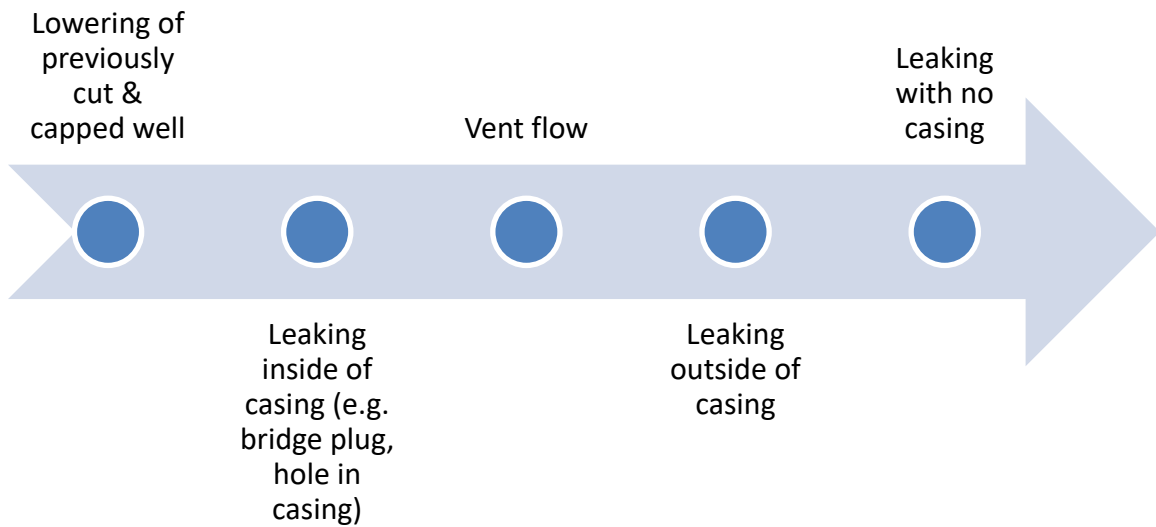 Lowering of
previously
cut &
capped well
Leaking
inside of
casing (e.g.
bridge plug,
hole in
casing)
Vent flow
Leaking
outside of
casing
Leaking
with no
casing